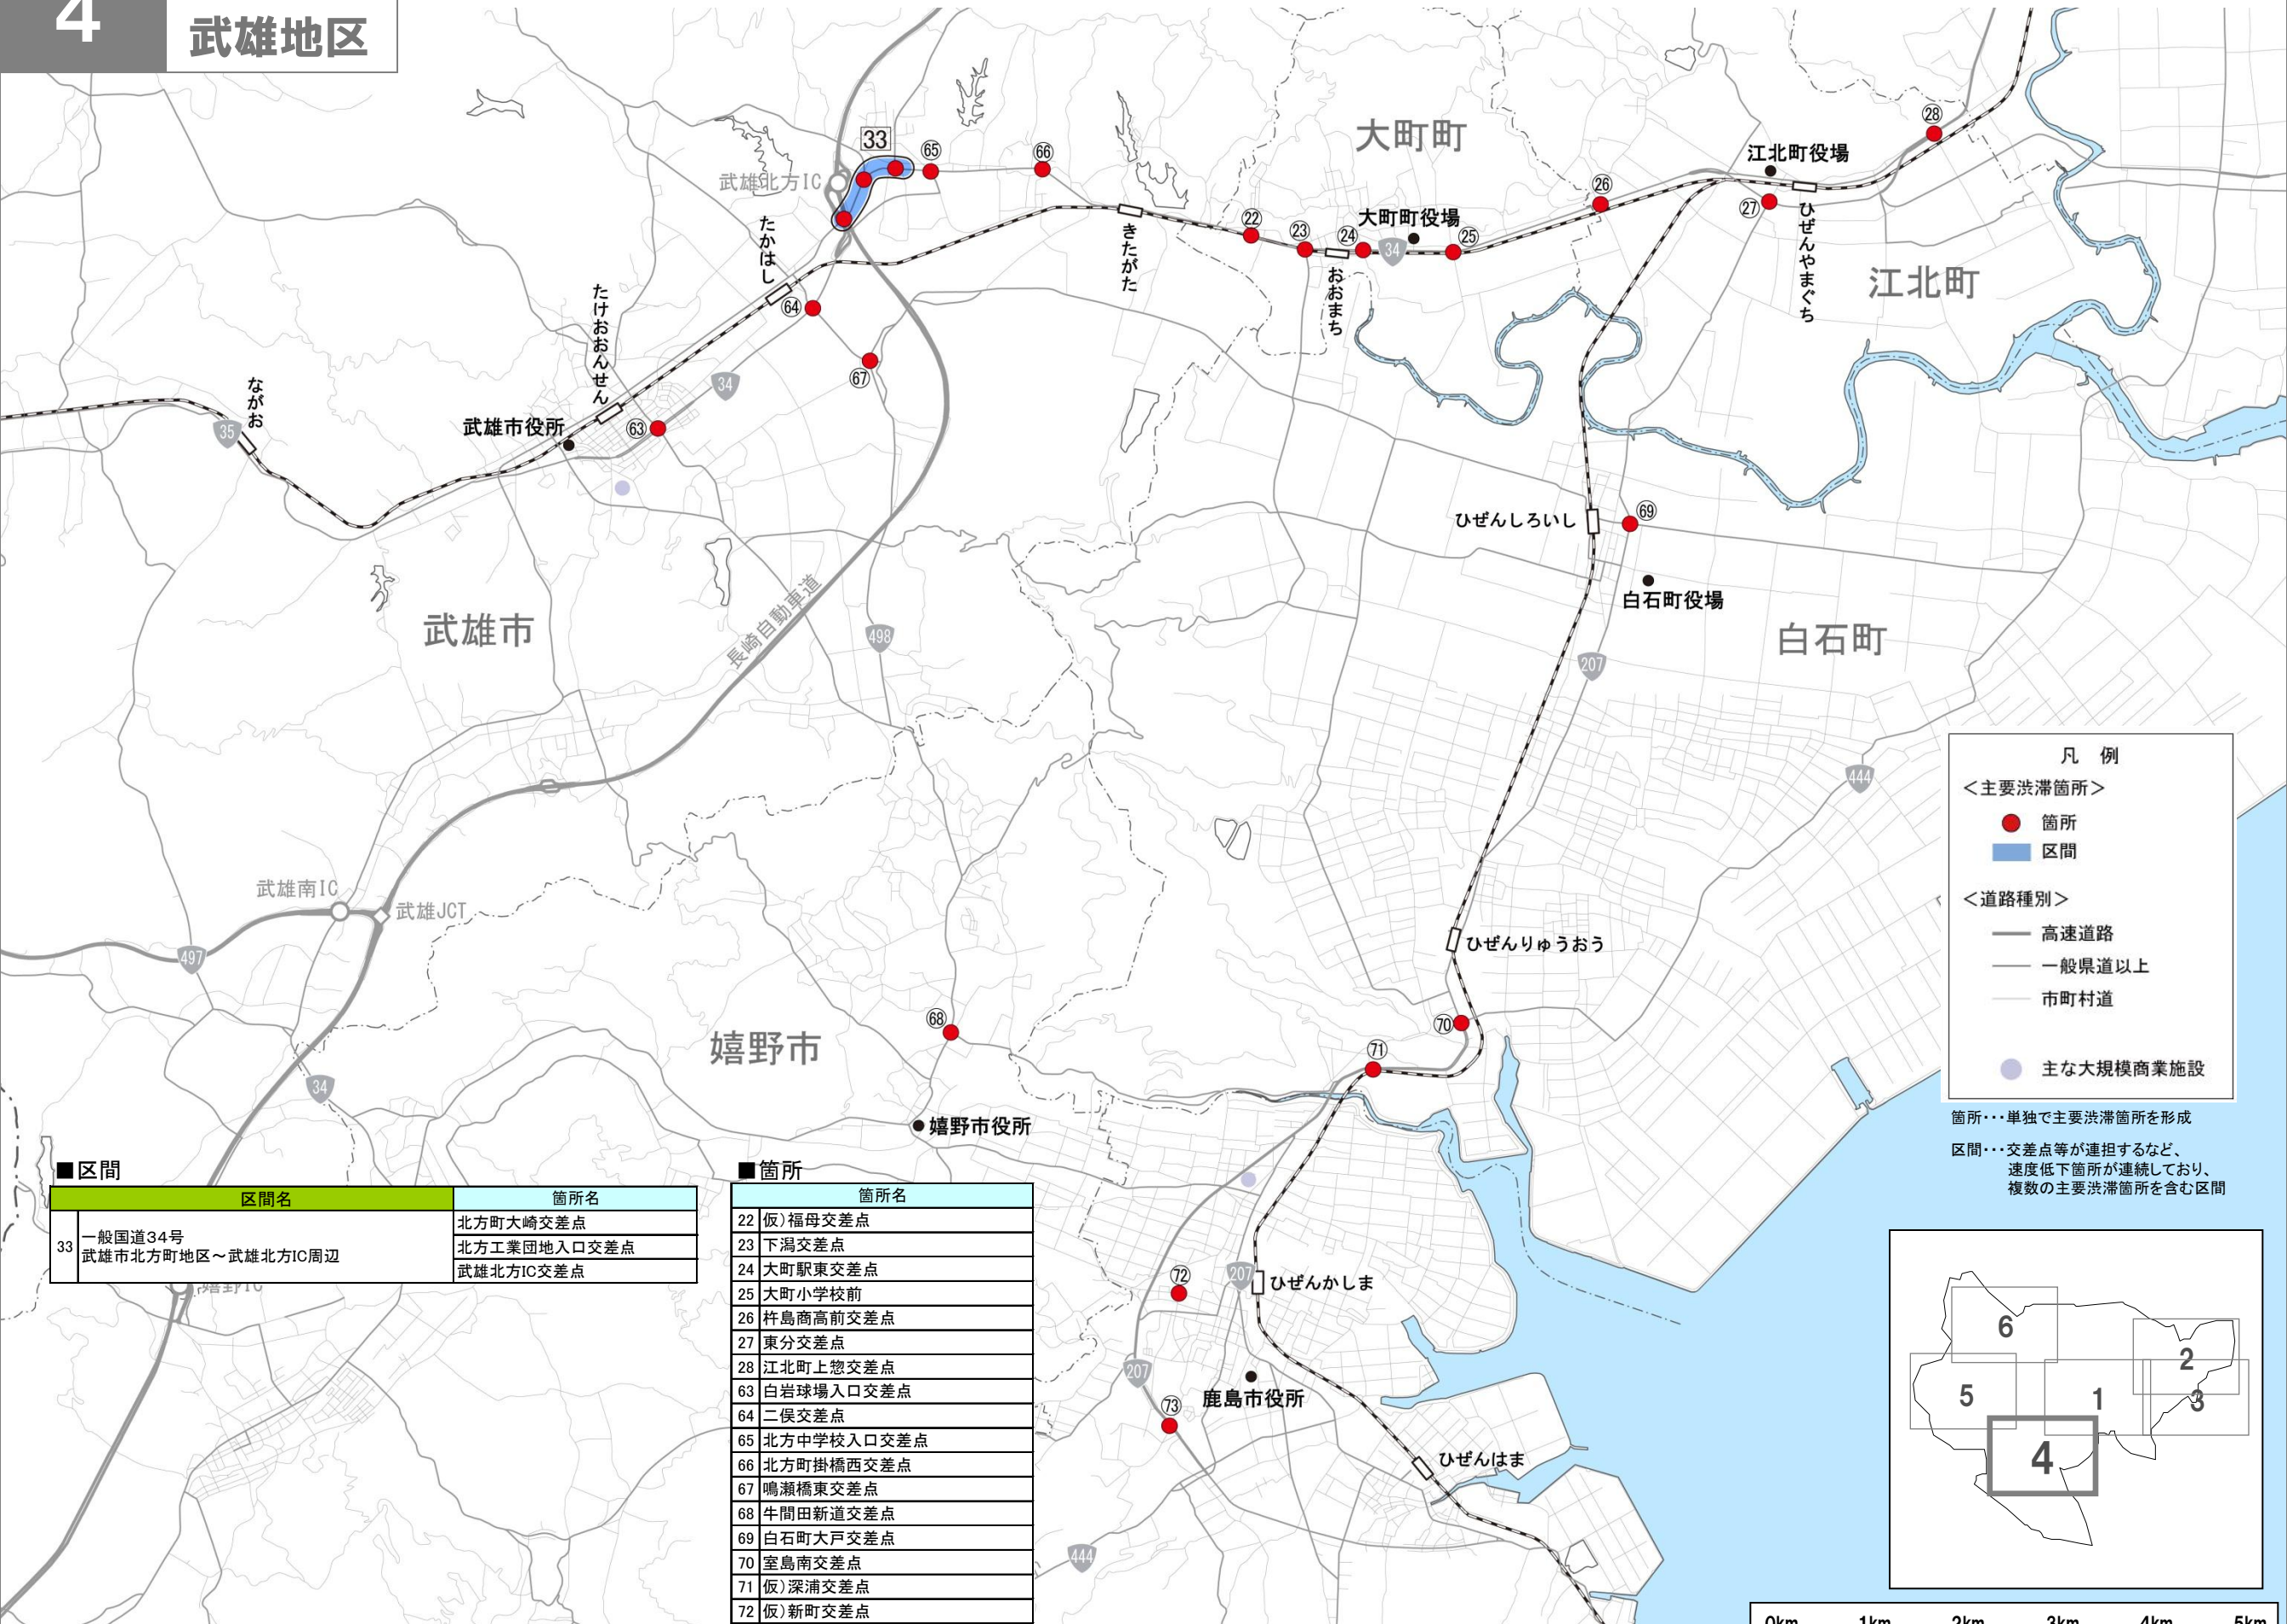 4
武雄地区
33
65
66
28
大町町
江北町役場
武雄北方IC
26
27
たかはし
22
23
24
大町町役場
34
25
きたがた
おおまち
ひぜんやまぐち
江北町
64
たけおおんせん
67
34
ながお
35
武雄市役所
63
ひぜんしろいし
69
白石町役場
武雄市
長崎自動車道
498
白石町
207
444
凡 例
<主要渋滞箇所>
箇所
区間
<道路種別>
高速道路
一般県道以上
市町村道
主な大規模商業施設
箇所・・・単独で主要渋滞箇所を形成
区間・・・交差点等が連担するなど、
速度低下箇所が連続しており、
複数の主要渋滞箇所を含む区間
武雄南IC
武雄JCT
497
ひぜんりゅうおう
68
70
71
嬉野市
34
嬉野市役所
■区間
区間名 箇所名
33 一般国道34号
武雄市北方町地区~武雄北方IC周辺
北方町大崎交差点
北方工業団地入口交差点
武雄北方IC交差点
嬉野IC
■箇所
箇所名
22 仮)福母交差点
23 下潟交差点
24 大町駅東交差点
25 大町小学校前
26 杵島商高前交差点
27 東分交差点
28 江北町上惣交差点
63 白岩球場入口交差点
64 二俣交差点
65 北方中学校入口交差点
66 北方町掛橋西交差点
67 鳴瀬橋東交差点
68 牛間田新道交差点
69 白石町大戸交差点
70 室島南交差点
71 仮)深浦交差点
72 仮)新町交差点
72
207
ひぜんかしま
207
73
鹿島市役所
ひぜんはま
444
6
2
5
1
3
4
0km 1km 2km 3km 4km 5km